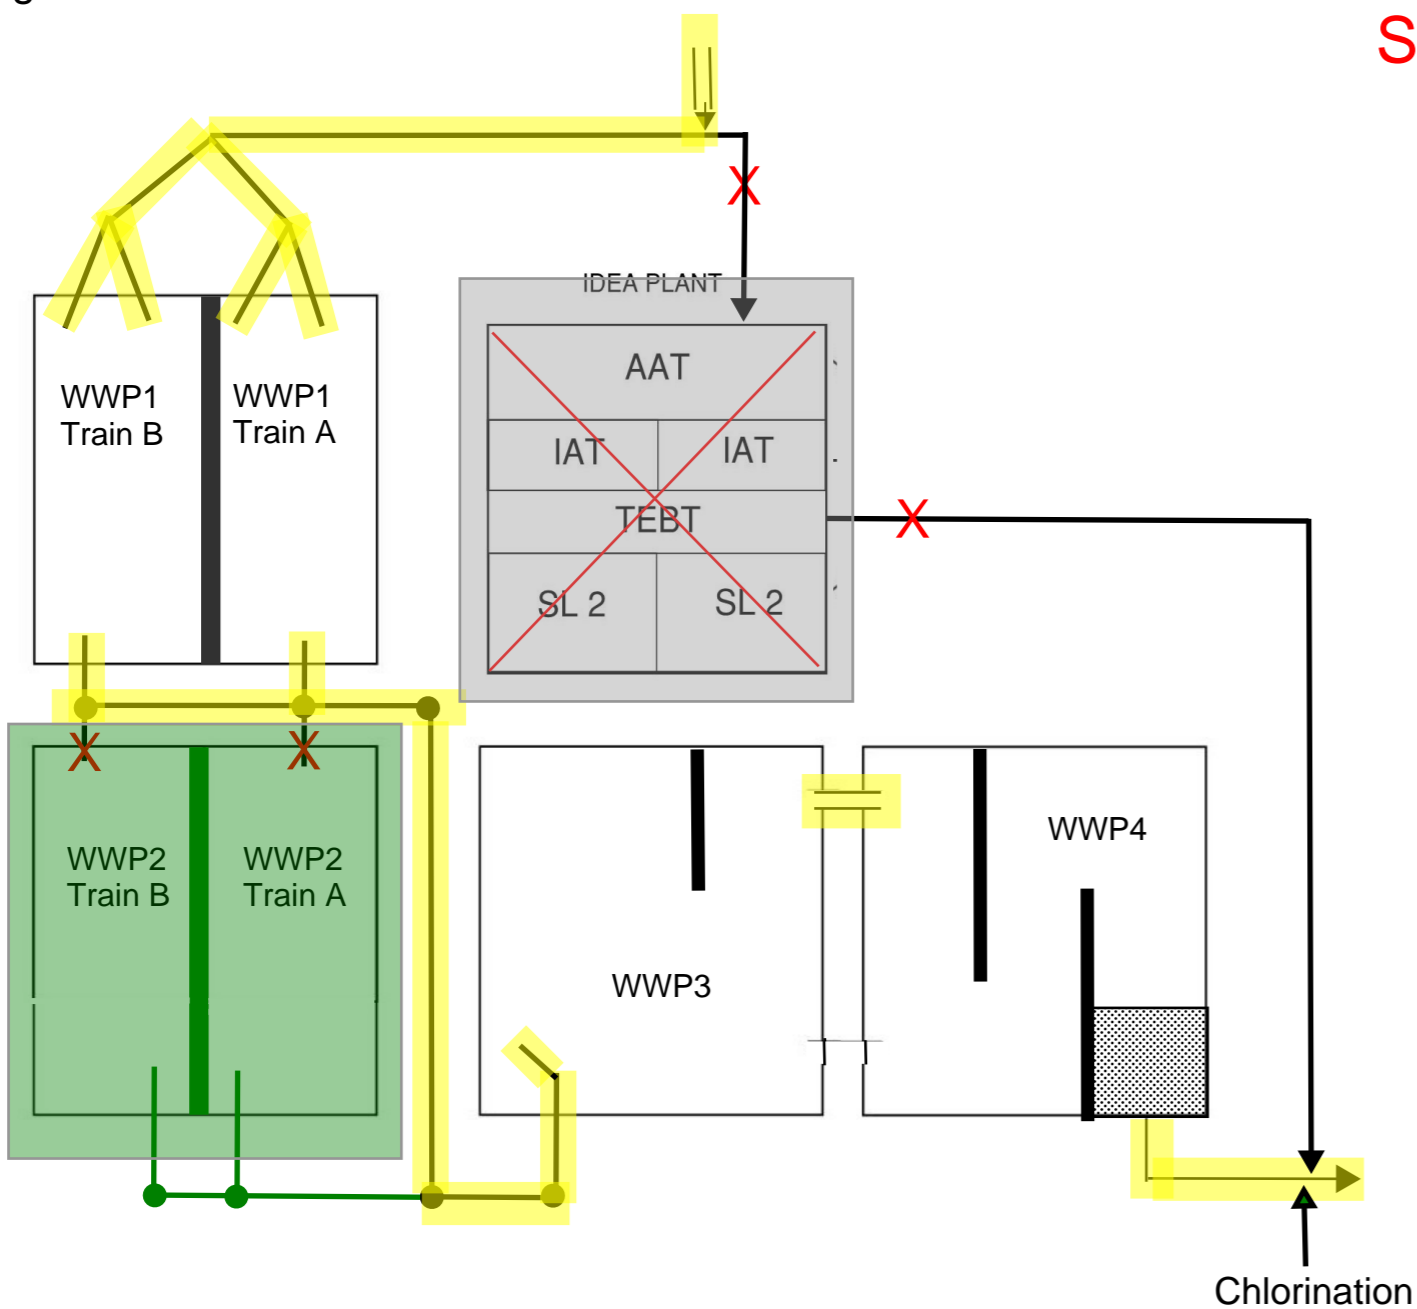 S
X
IDEA PLANT
AAT
WWP1
Train B
WWP1
Train A
IAT
IAT
TEBT
X
SL 2
SL 2
X
X
WWP2
Train B
WWP2
Train A
WWP4
WWP3
Chlorination